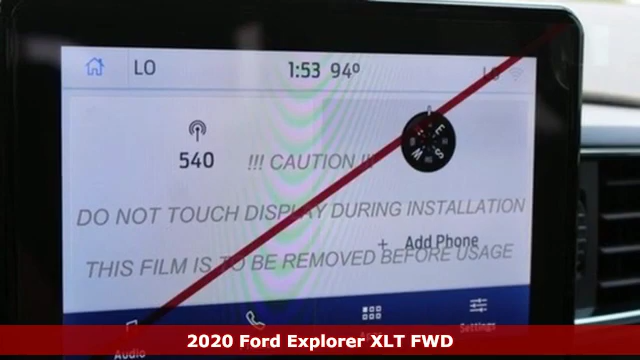 LO 1:53 94° LO
540
!!! CAUTION !!!
DO NOT TOUCH DISPLAY DURING INSTALLATION
+ Add Phone
THIS FILM IS TO BE REMOVED BEFORE USAGE
Audio Settings
2020 Ford Explorer XLT FWD